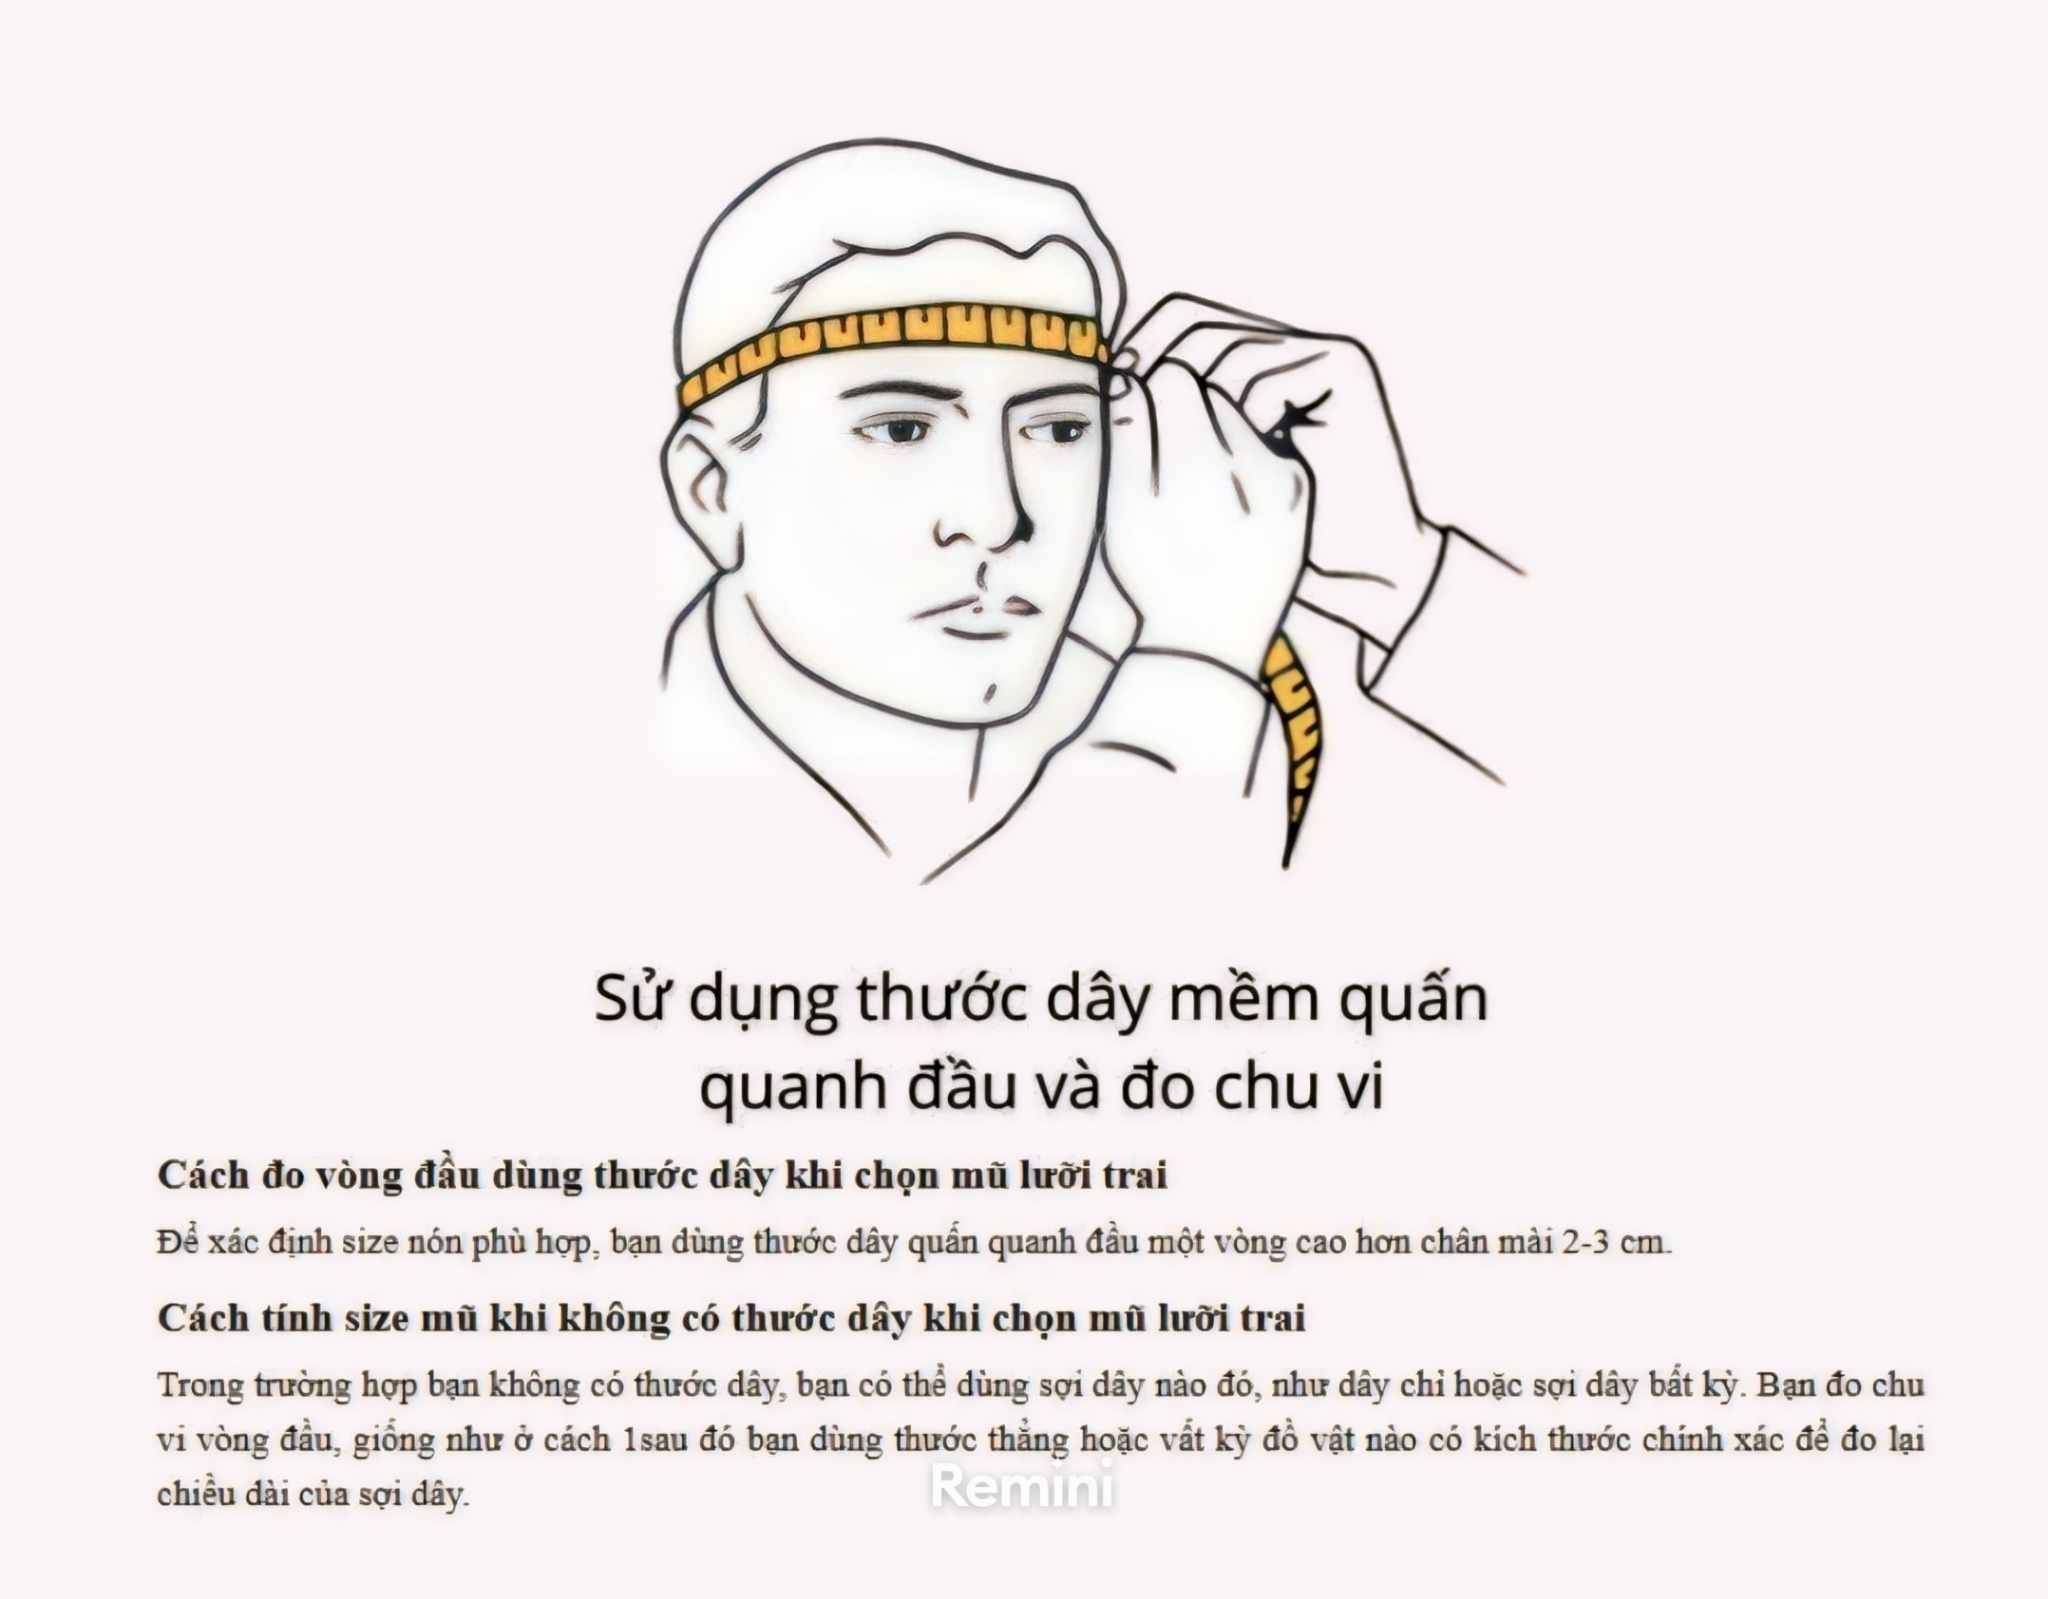 Sử dụng thước dây mềm quấn
quanh đầu và đo chu vi
Cách đo vòng đầu dùng thước dây khi chọn mũ lưỡi trai
Để xác định size nón phù hợp, bạn dùng thước dây quấn quanh đầu một vòng cao hơn chân mài 2-3 cm.
Cách tính size mũ khi không có thước dây khi chọn mũ lưỡi trai
Trong trường hợp bạn không có thước dây, bạn có thể dùng sợi dây nào đó, như dây chỉ hoặc sợi dây bất kỳ. Bạn đo chu
vi vòng đầu, giống như ở cách 1sau đó bạn dùng thước thẳng hoặc vất kỳ đồ vật nào có kích thước chính xác để đo lại
chiều dài của sợi dây.
Remini